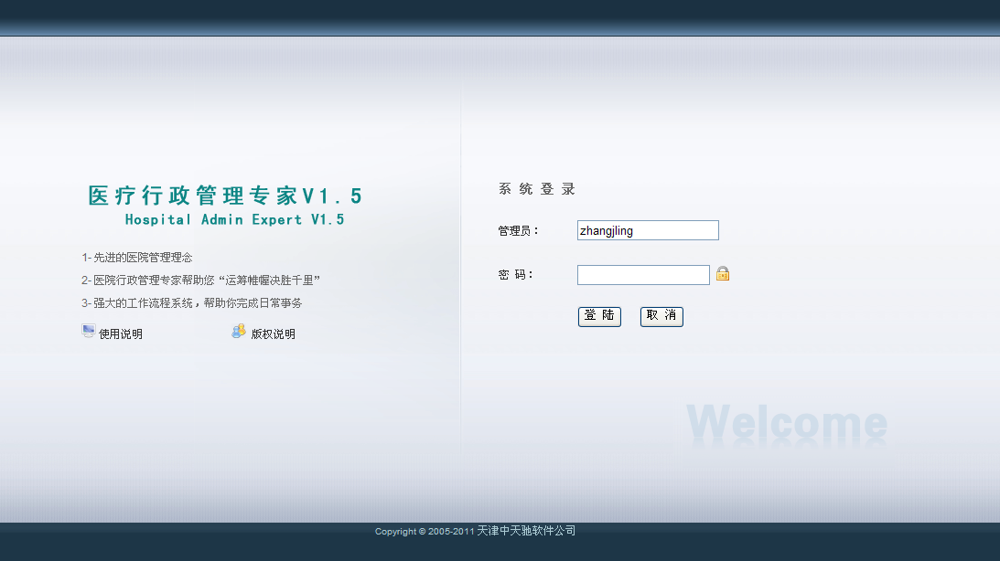 医疗行政管理专家V1.5
Hospital Admin Expert V1.5
1- 先进的医院管理理念
2- 医院行政管理专家帮助您“运筹帷幄决胜千里”
3- 强大的工作流程系统，帮助你完成日常事务
使用说明
版权说明
系 统 登 录
管理员：
zhangjling
密 码：
登 陆
取 消
Welcome
Copyright © 2005-2011 天津中天驰软件公司